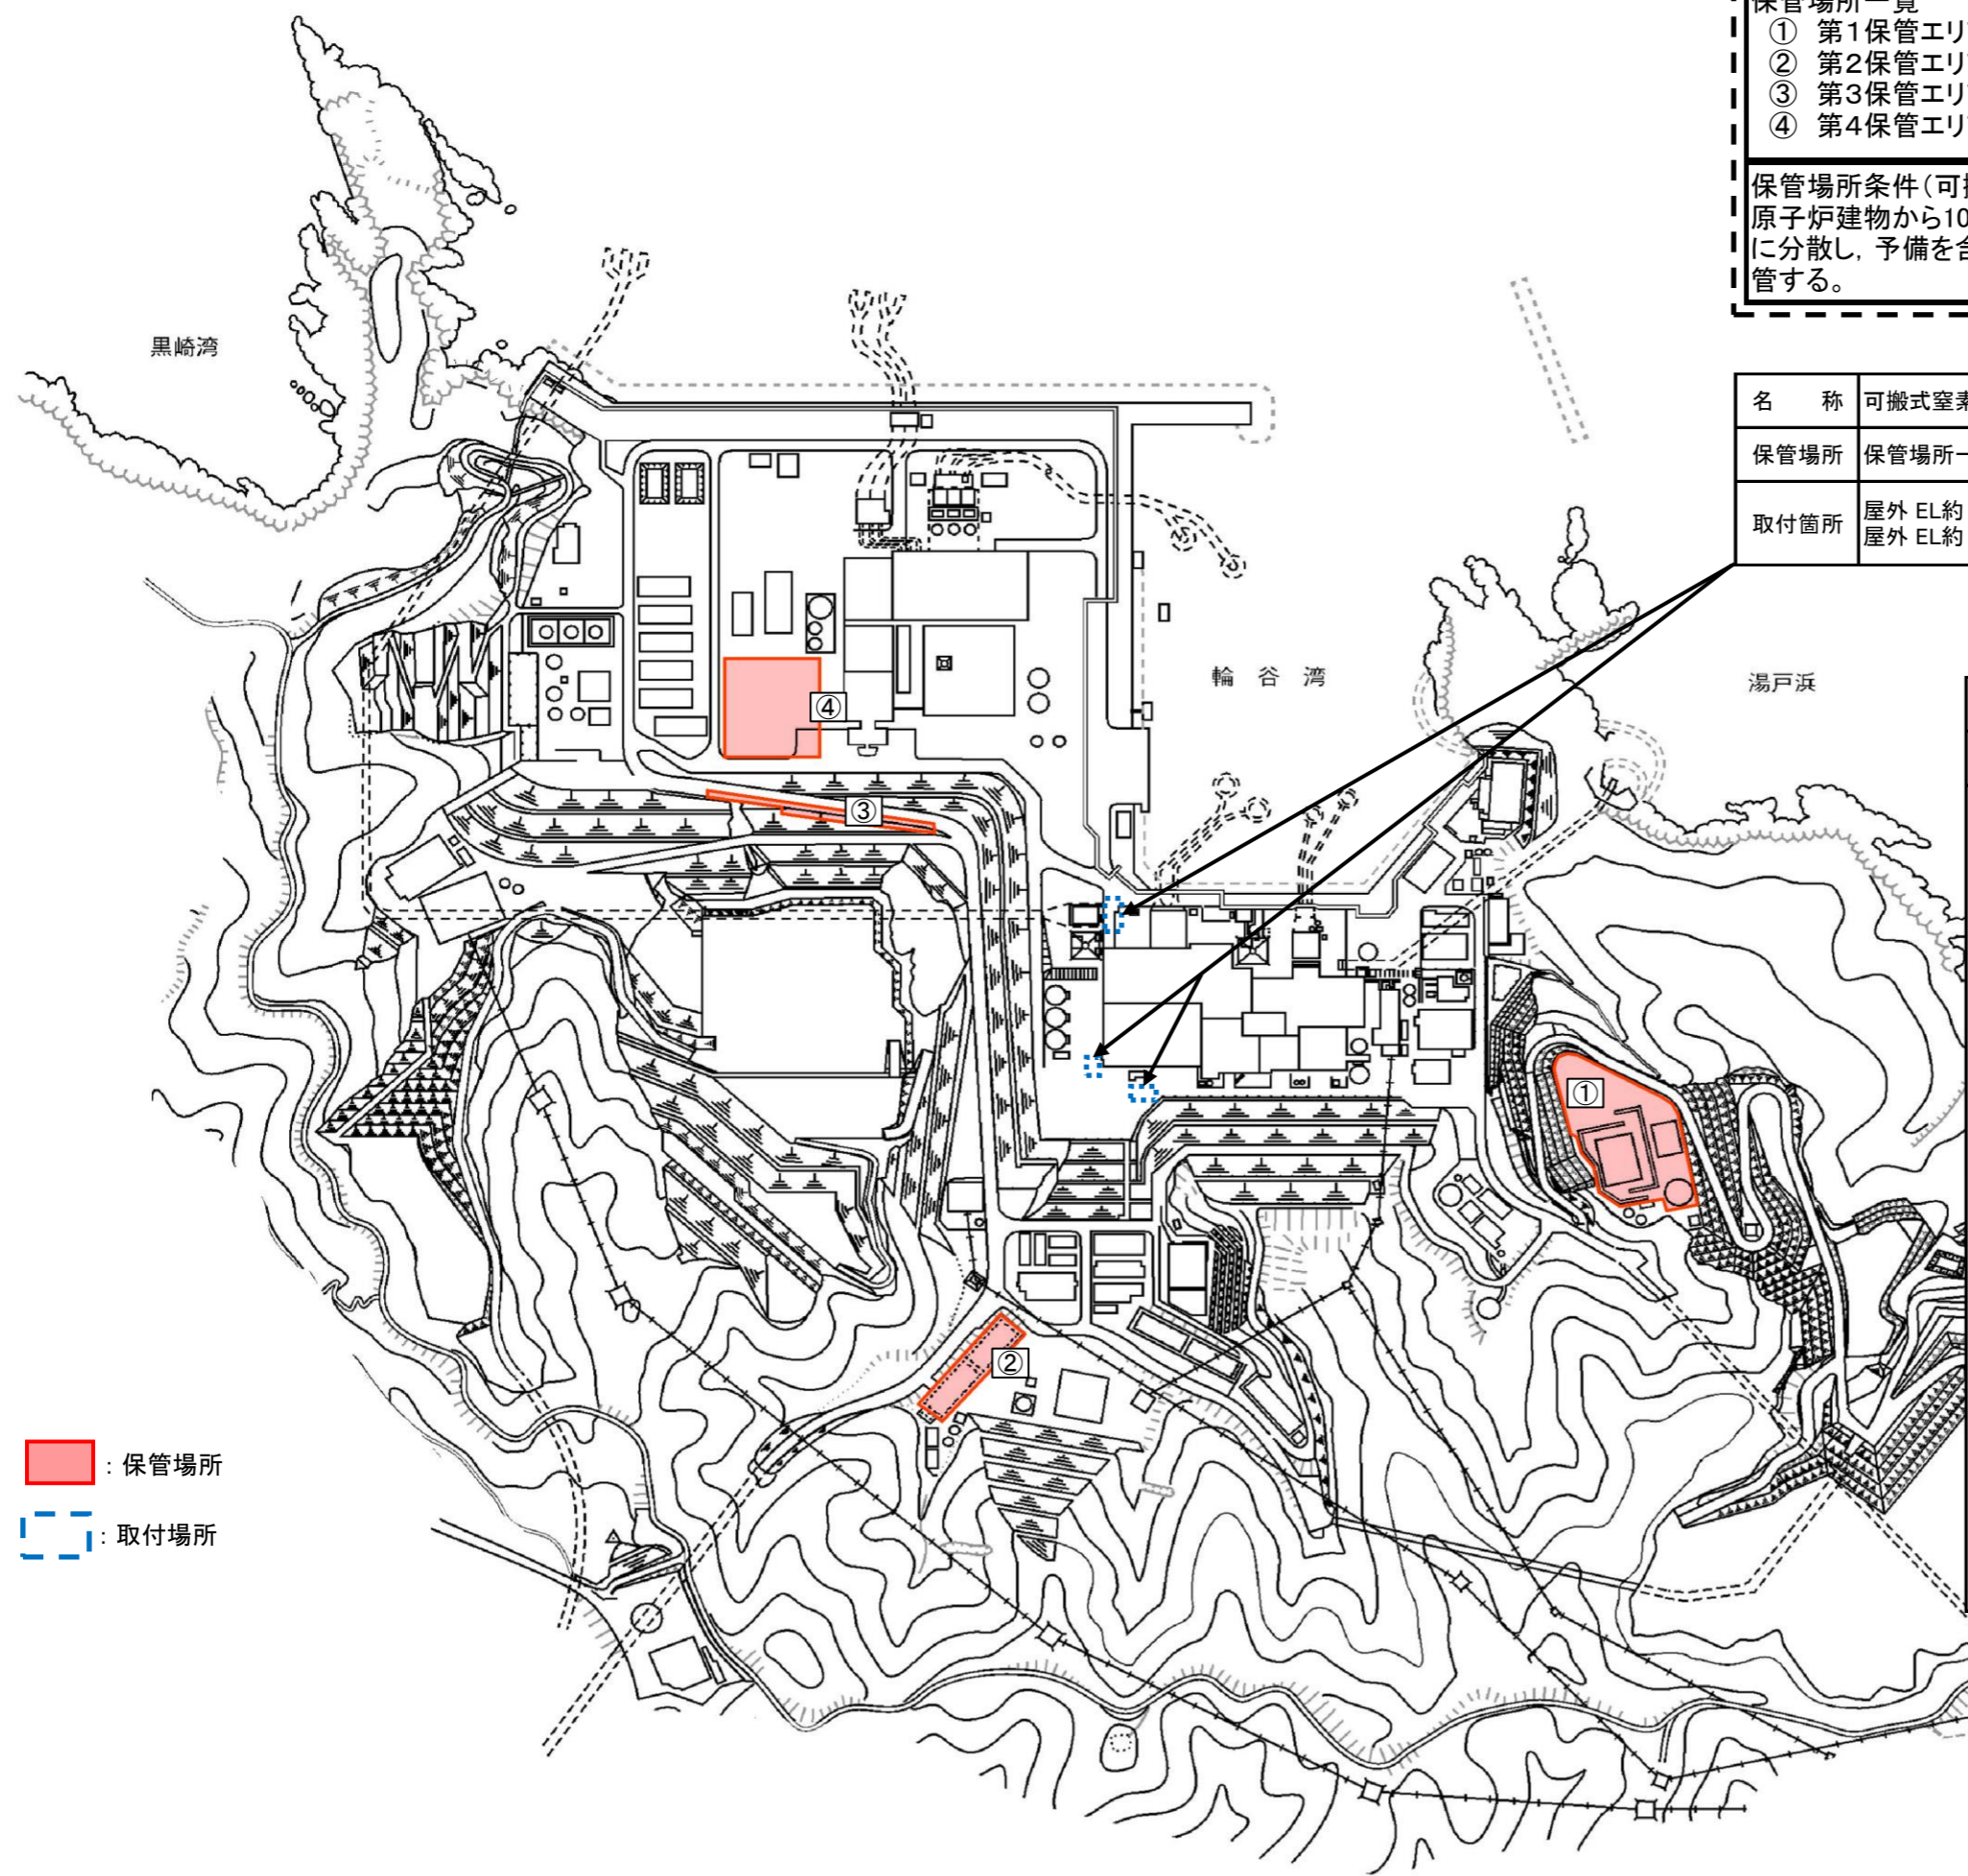 保管場所一覧
① 第1保管エリ
② 第2保管エリ
③ 第3保管エリ
④ 第4保管エリ
保管場所条件(可
原子炉建物から10
に分散し, 予備を含
管する。
名 称 可搬式窒素
保管場所 保管場所一
取付箇所 屋外 EL約
屋外 EL約
黒崎湾
輪 谷 湾
湯戸浜
④
③
①
②
:保管場所
:取付場所